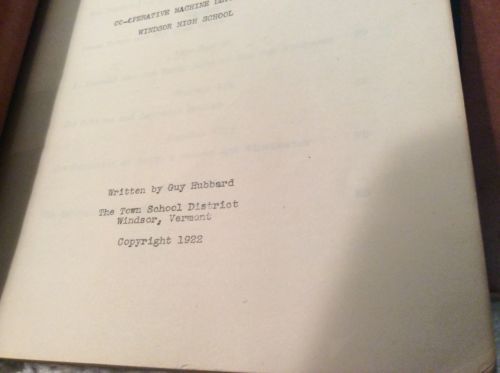 CO-OPERATIVE MACHINE
WINDSOR HIGH SCHOOL
Written by Guy Hubbard
The Town School District
Windsor, Vermont
Copyright 1922